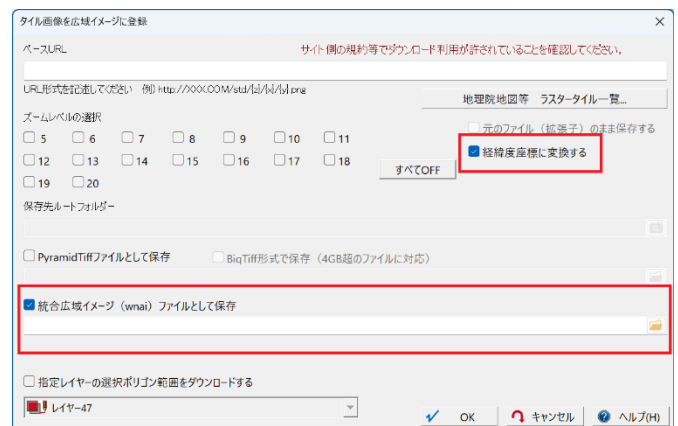 タイル画像を広域イメージに登録
ベースURL
サイト側の規約等でダウンロード利用が許されていることを確認してください。
URL形式を記述してください 例) http://XXX.COM/std/{z}/{x}/{y}.png
地理院地図等 ラスタータイル一覧...
ズームレベルの選択
元のファイル（拡張子）のまま保存する
5 6 7 8 9 10 11
経緯度座標に変換する
12 13 14 15 16 17 18
すべてOFF
19 20
保存先ルートフォルダー
PyramidTiffファイルとして保存
BigTiff形式で保存（4GB超のファイルに対応）
統合広域イメージ（wnai）ファイルとして保存
指定レイヤーの選択ポリゴン範囲をダウンロードする
レイヤー47
OK
キャンセル
ヘルプ(H)